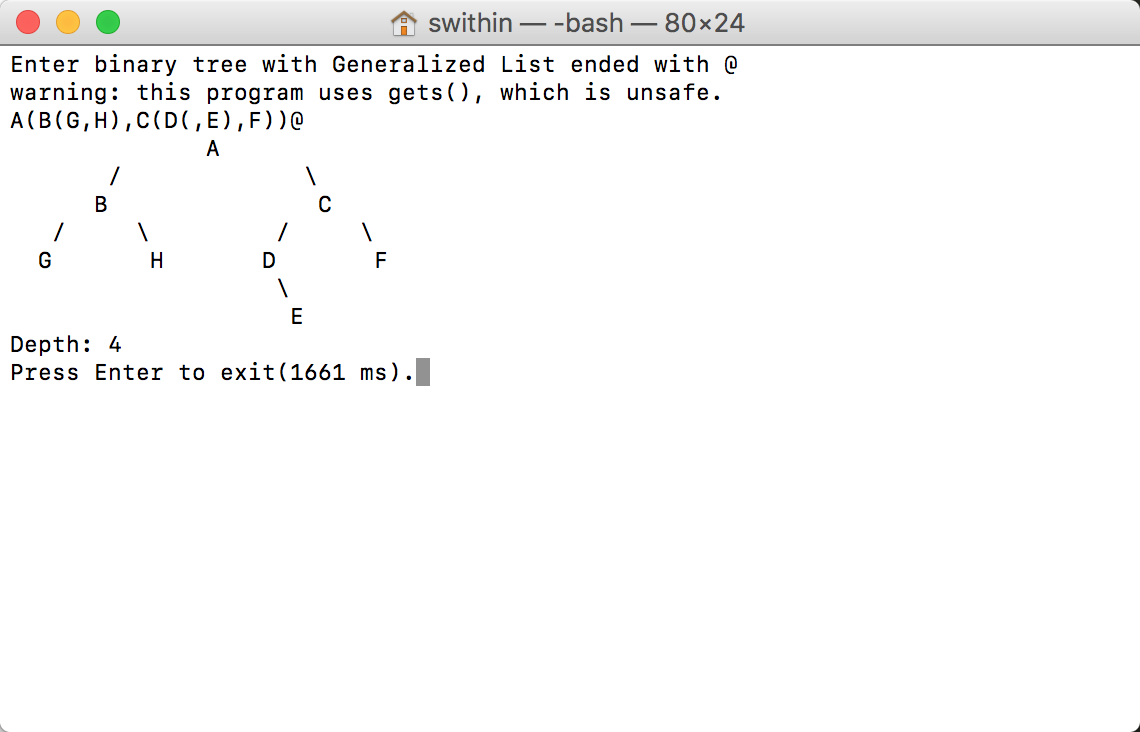 swithin — -bash — 80×24
Enter binary tree with Generalized List ended with @
warning: this program uses gets(), which is unsafe.
A(B(G,H),C(D(,E),F))@
              A
       /             \
      B               C
   /     \         /     \
  G       H       D       F
                   \
                    E
Depth: 4
Press Enter to exit(1661 ms).